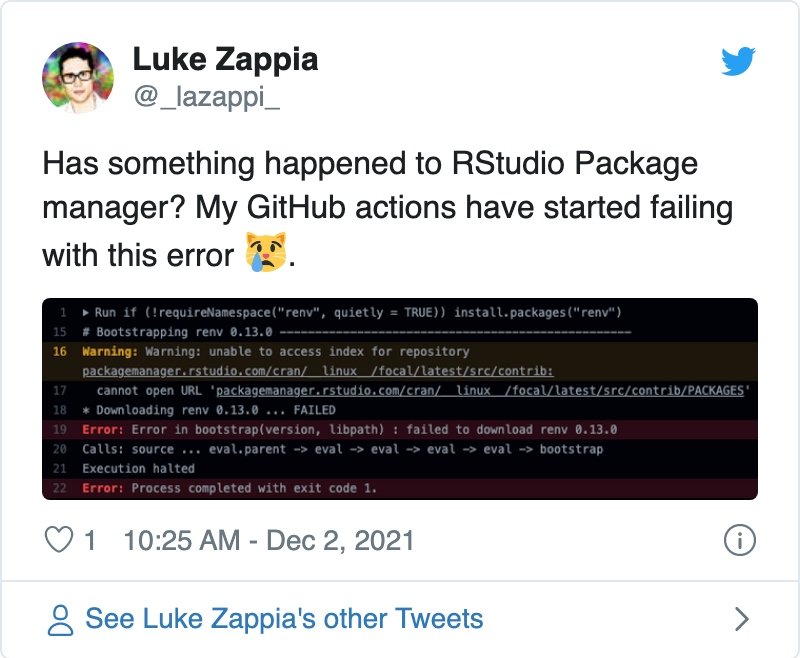 Luke Zappia
@_lazappi_
Has something happened to RStudio Package
manager? My GitHub actions have started failing
with this error 😿.
1 ▸ Run if (!requireNamespace("renv", quietly = TRUE)) install.packages("renv")
15 # Bootstrapping renv 0.13.0 --------------------------------------------------
16 Warning: Warning: unable to access index for repository
packagemanager.rstudio.com/cran/__linux__/focal/latest/src/contrib:
17 cannot open URL 'packagemanager.rstudio.com/cran/__linux__/focal/latest/src/contrib/PACKAGES'
18 * Downloading renv 0.13.0 ... FAILED
19 Error: Error in bootstrap(version, libpath) : failed to download renv 0.13.0
20 Calls: source ... eval.parent -> eval -> eval -> eval -> eval -> bootstrap
21 Execution halted
22 Error: Process completed with exit code 1.
1 10:25 AM - Dec 2, 2021
See Luke Zappia's other Tweets